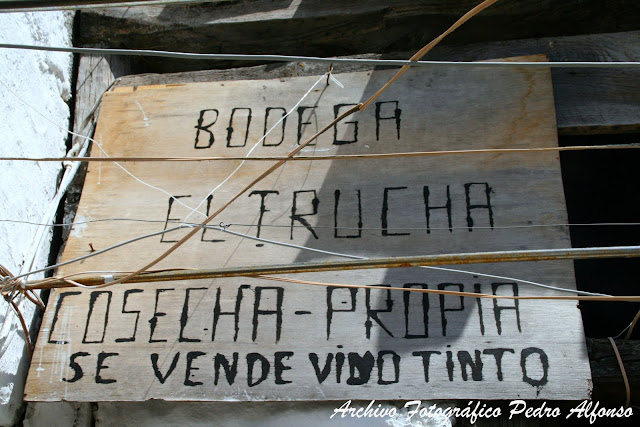 BODEGA
EL TRUCHA
COSECHA-PROPIA
SE VENDE VINO TINTO
Archivo Fotográfico Pedro Alfonso